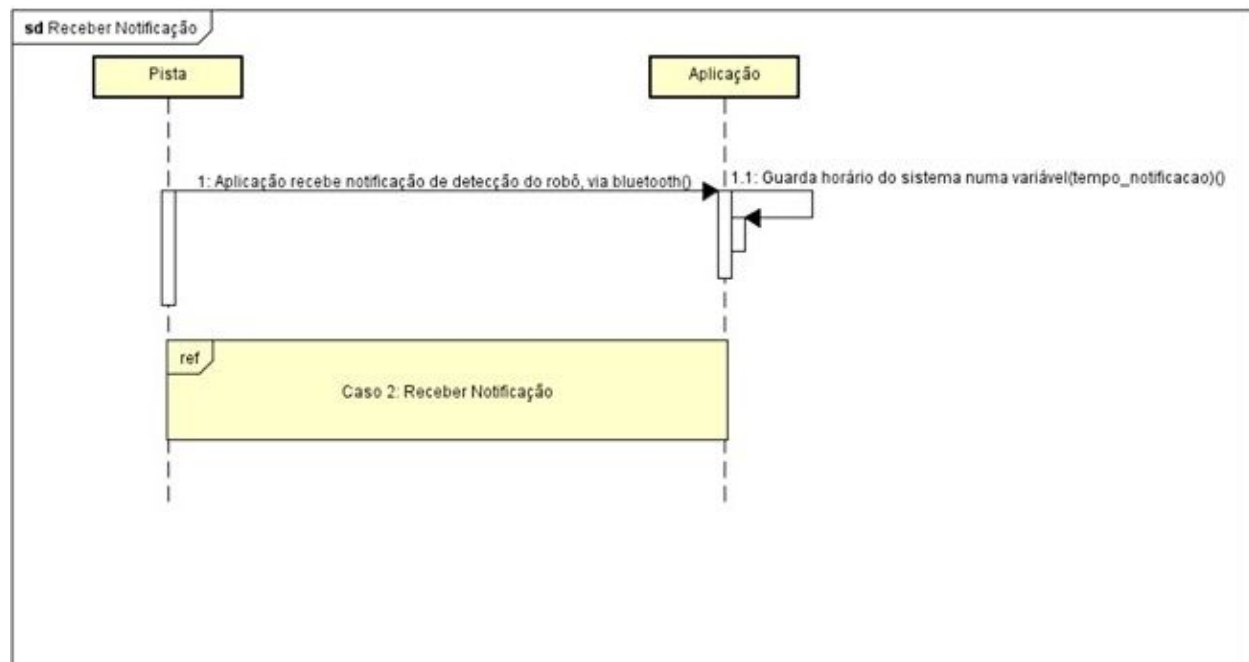 sd Receber Notificação
Pista
Aplicação
1: Aplicação recebe notificação de detecção do robô, via bluetooth()
1.1: Guarda horário do sistema numa variável(tempo_notificacao)()
ref
Caso 2: Receber Notificação